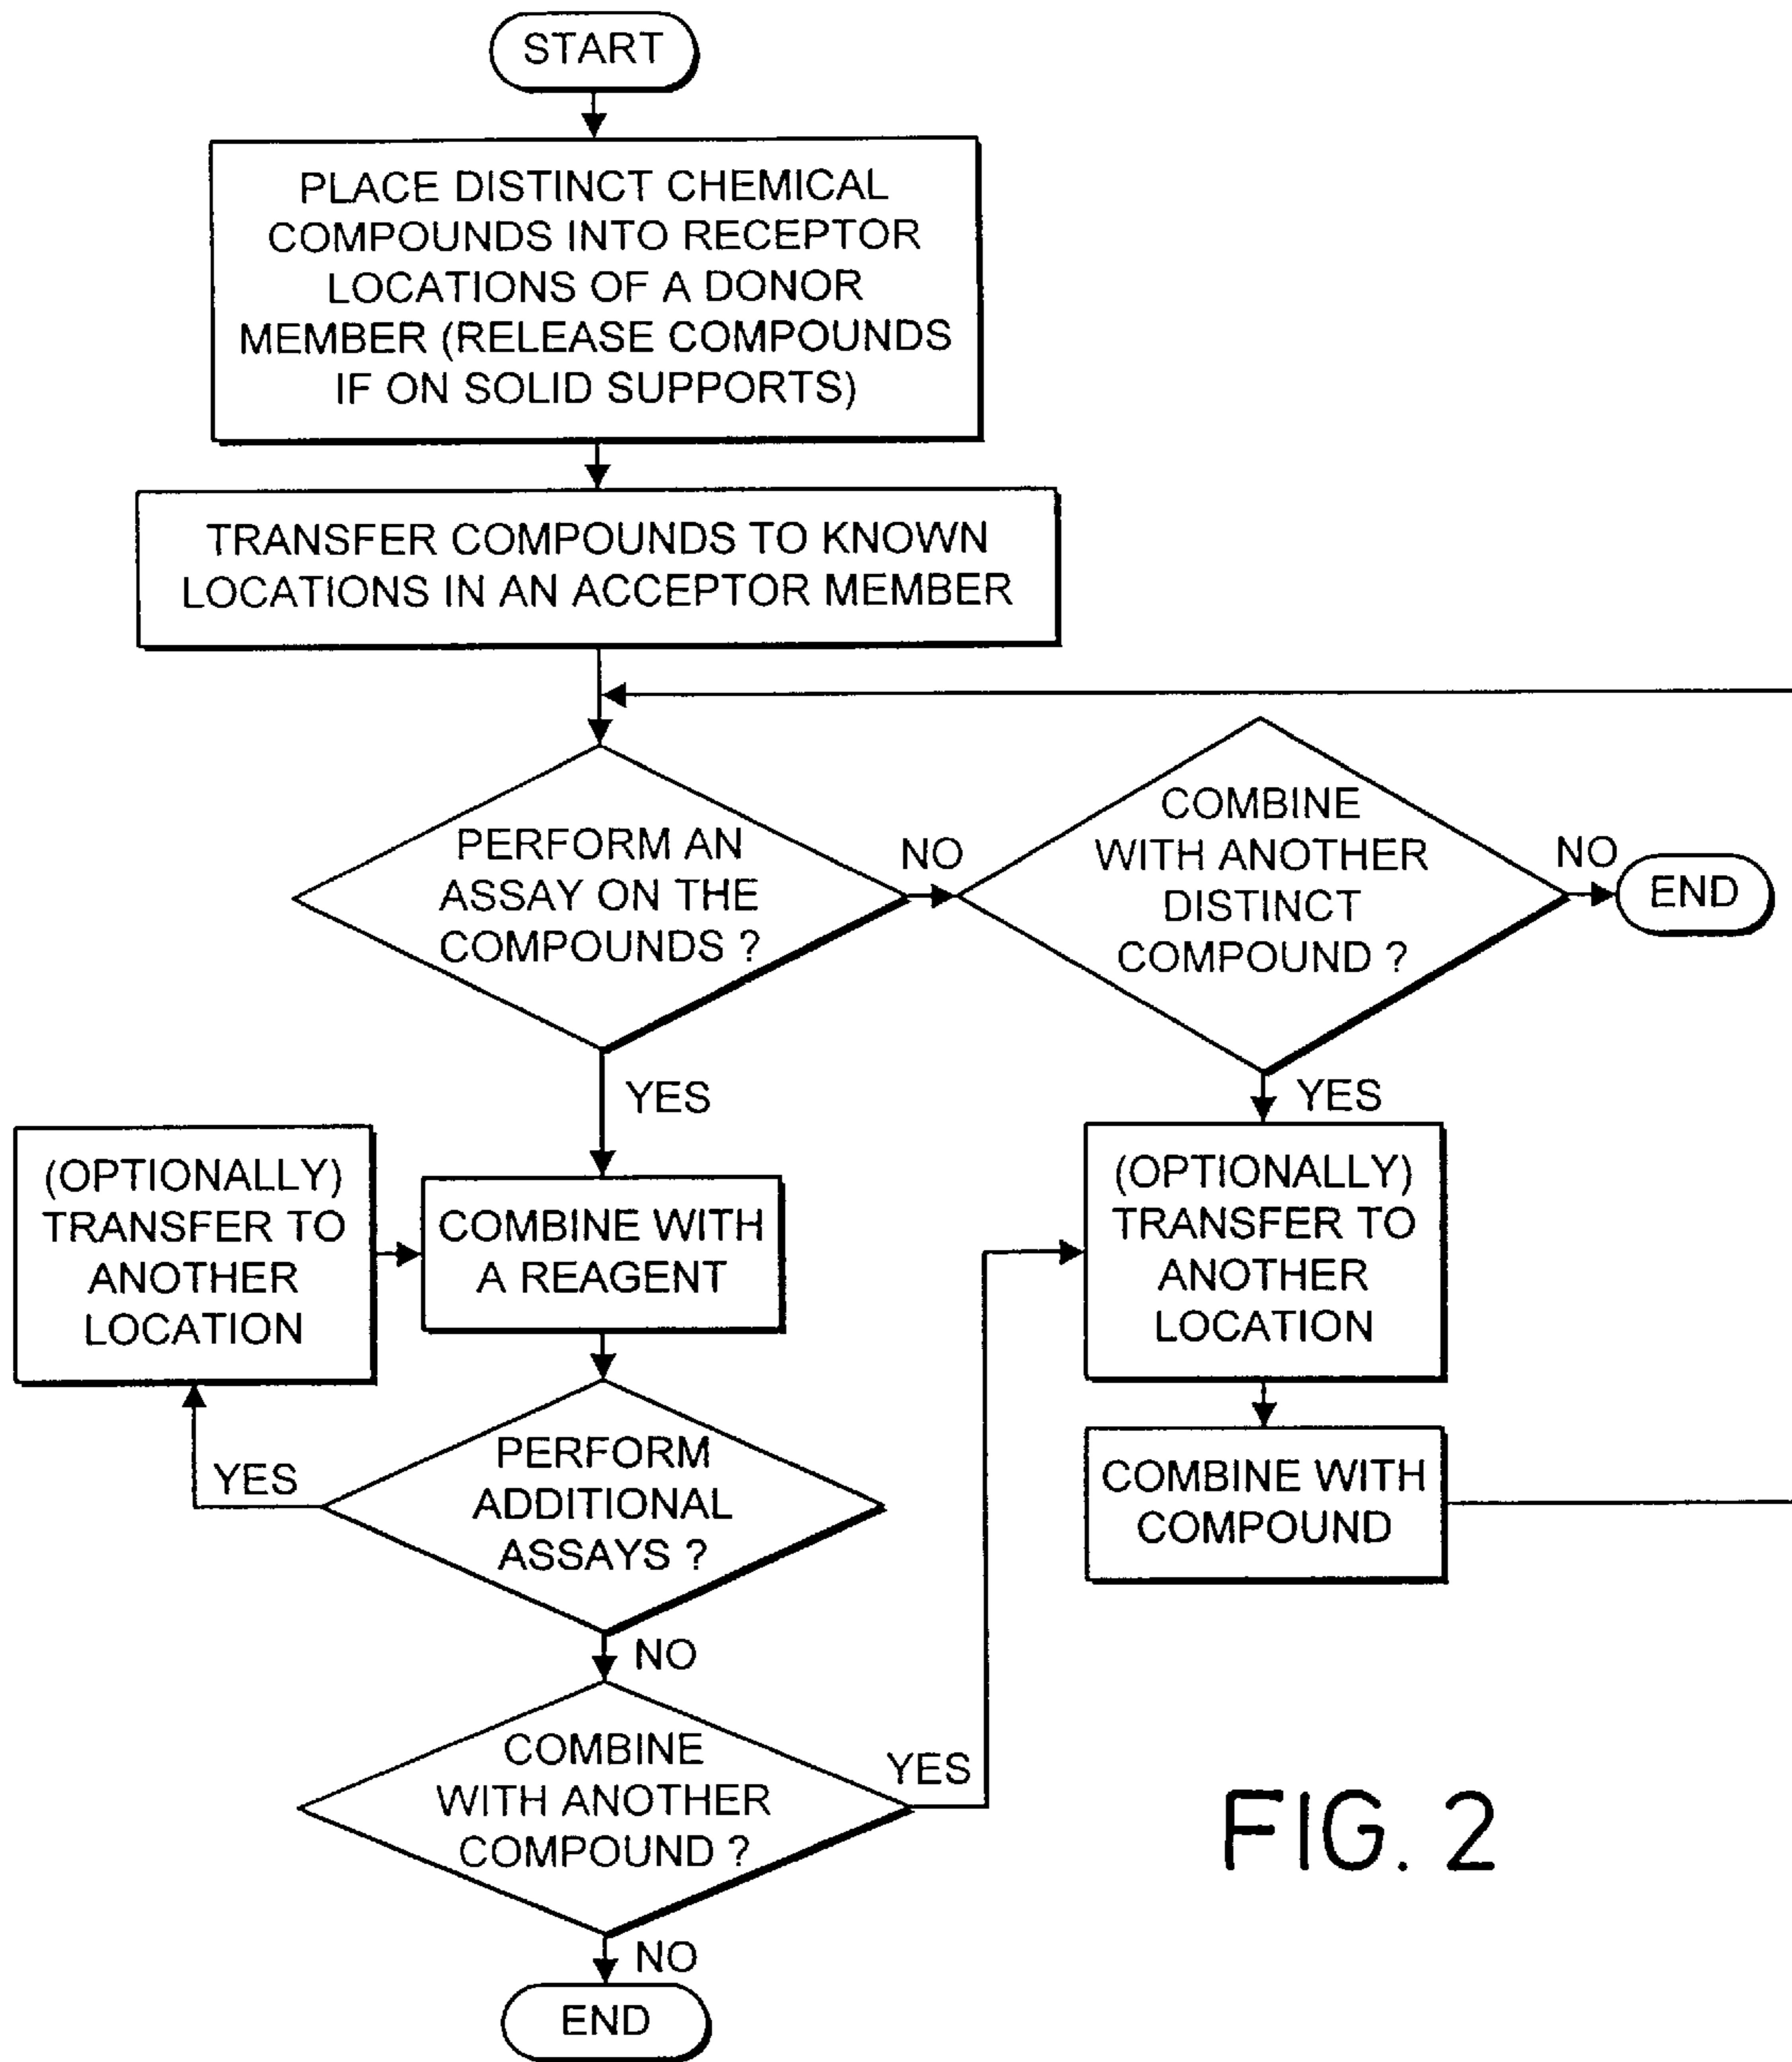 START
PLACE DISTINCT CHEMICAL
COMPOUNDS INTO RECEPTOR
LOCATIONS OF A DONOR
MEMBER (RELEASE COMPOUNDS
IF ON SOLID SUPPORTS)
TRANSFER COMPOUNDS TO KNOWN
LOCATIONS IN AN ACCEPTOR MEMBER
PERFORM AN
ASSAY ON THE
COMPOUNDS ?
NO
COMBINE
WITH ANOTHER
DISTINCT
COMPOUND ?
NO
END
YES
YES
(OPTIONALLY)
TRANSFER TO
ANOTHER
LOCATION
COMBINE WITH
A REAGENT
(OPTIONALLY)
TRANSFER TO
ANOTHER
LOCATION
YES
PERFORM
ADDITIONAL
ASSAYS ?
COMBINE WITH
COMPOUND
NO
COMBINE
WITH ANOTHER
COMPOUND ?
YES
NO
END
FIG. 2